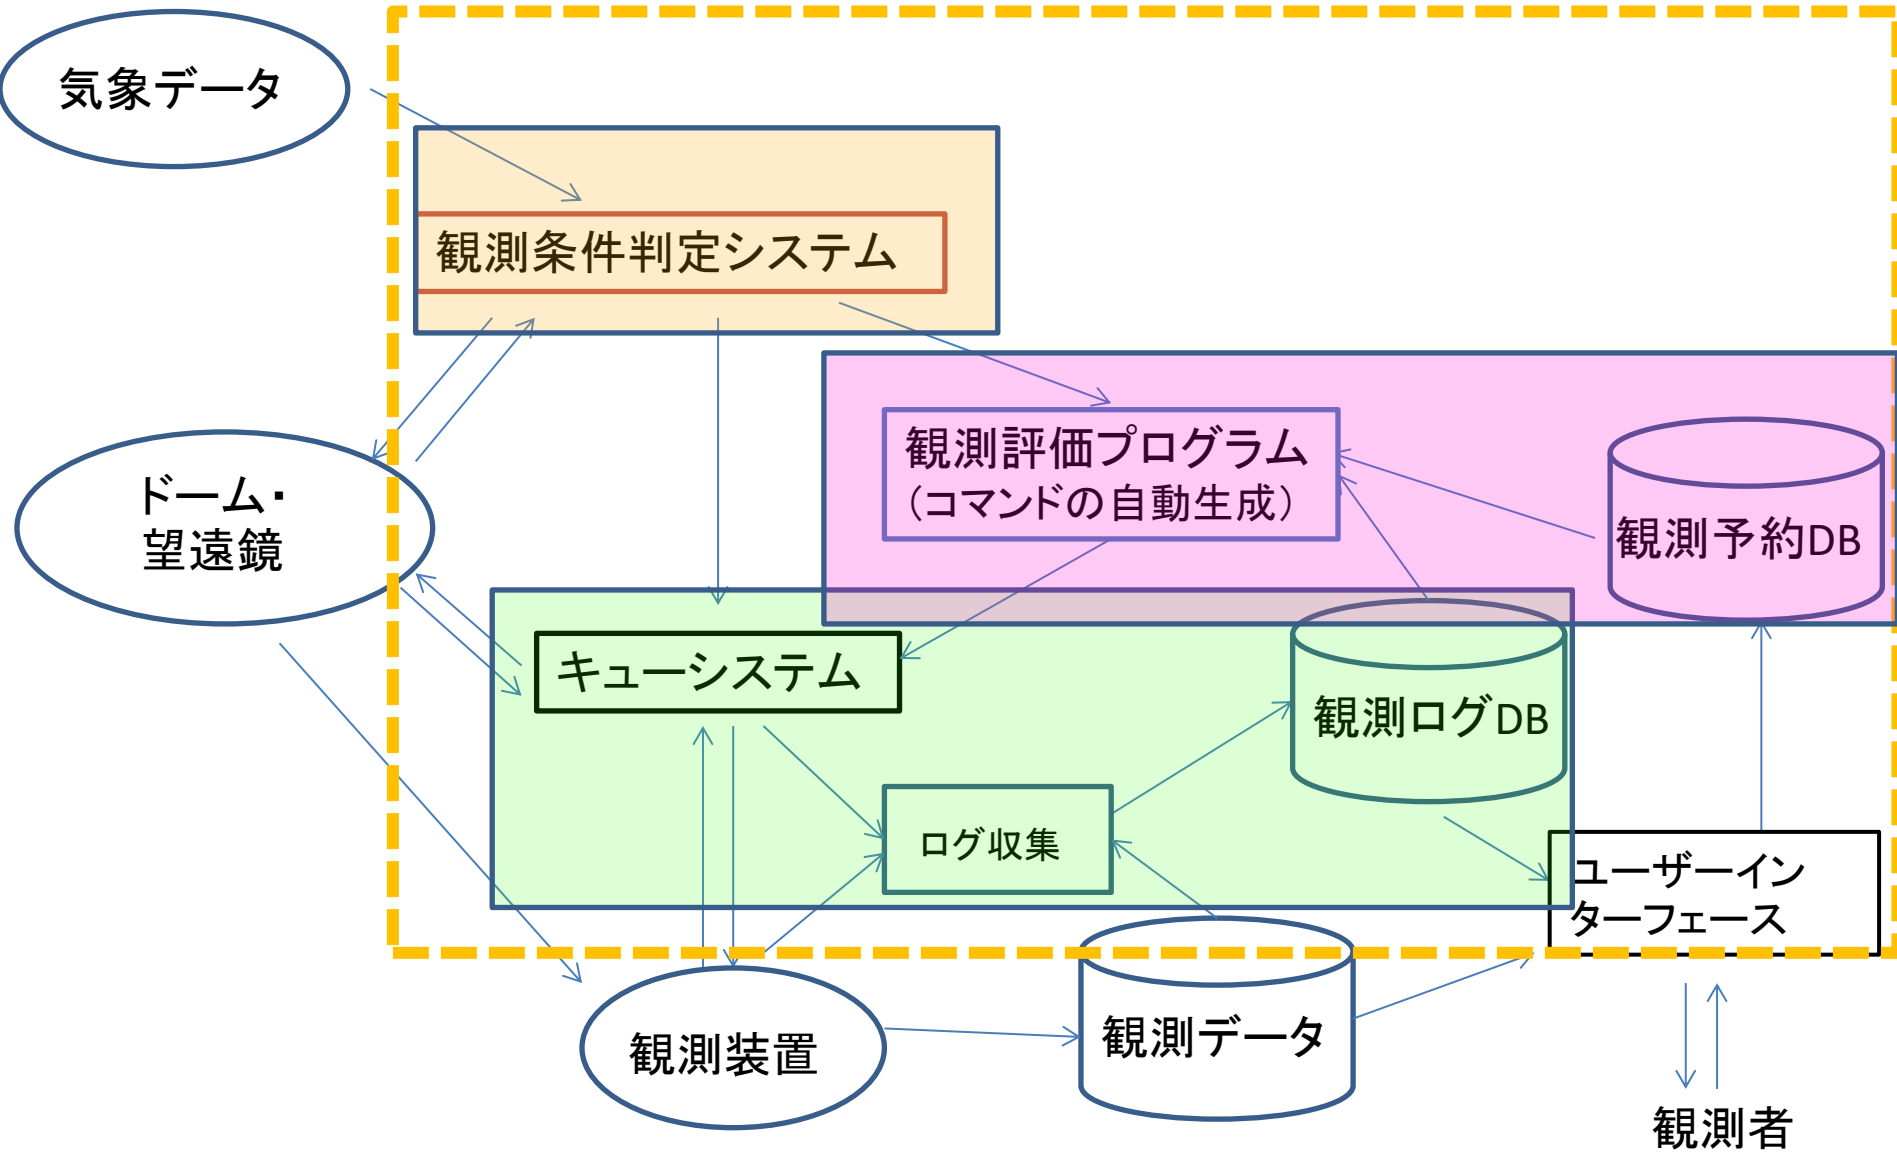 気象データ
観測条件判定システム
観測評価プログラム
（コマンドの自動生成）
ドーム・
望遠鏡
観測予約DB
キューシステム
観測ログDB
ログ収集
ユーザーイン
ターフェース
観測装置
観測データ
観測者